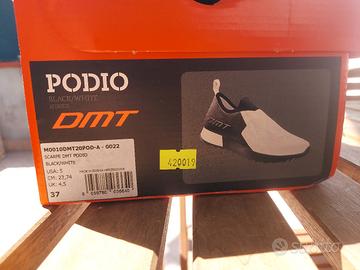 PODIO
BLACK/WHITE
DMT
M0010DMT20POD-A - 0022
SCARPE DMT PODIO
BLACK/WHITE
USA: 5
CM: 23,74
UK: 4,5
37
420019
DMT
subito